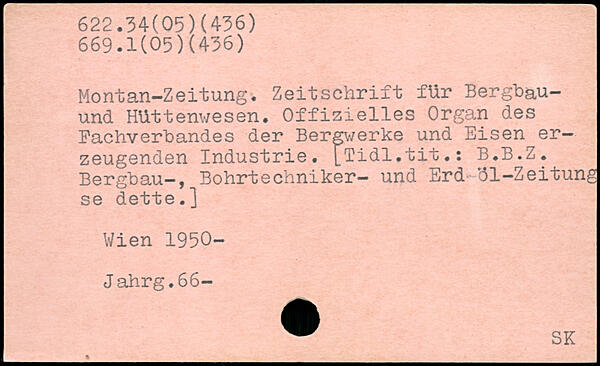 622.34(05)(436)
669.1(05)(436)
Montan-Zeitung. Zeitschrift für Bergbau-
und Hüttenwesen. Offizielles Organ des
Fachverbandes der Bergwerke und Eisen er-
zeugenden Industrie. [Tidl.tit.: B.B.Z.
Bergbau-, Bohrtechniker- und Erd-öl-Zeitung
se dette.]
Wien 1950-
Jahrg.66-
SK